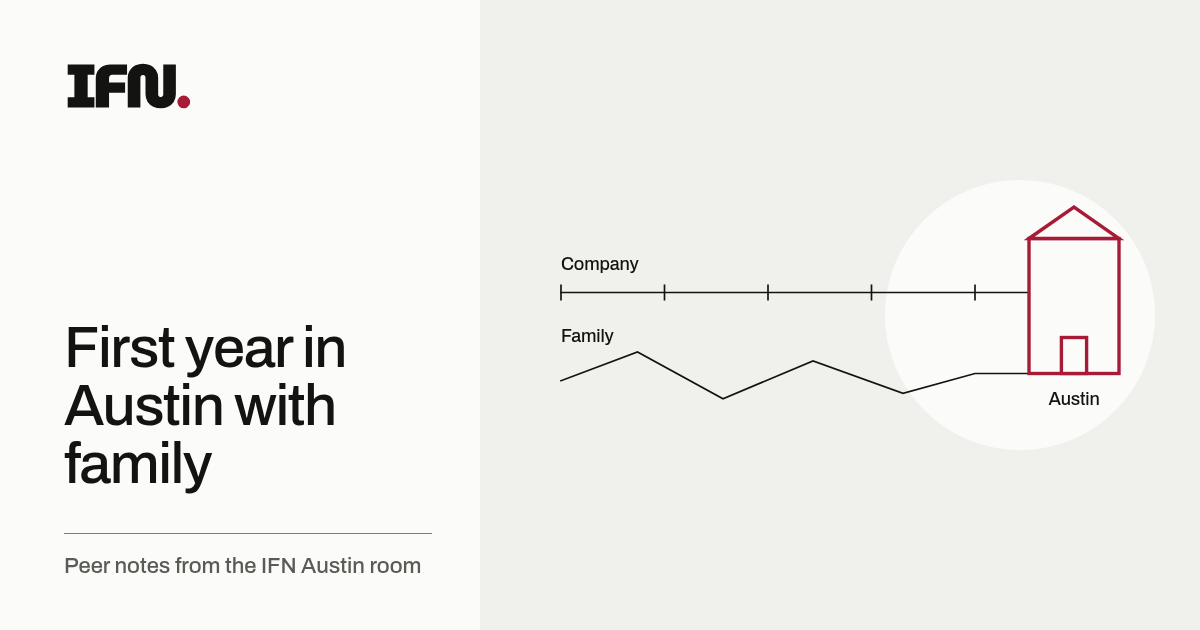 IFN.
First year in
Austin with
family
Peer notes from the IFN Austin room
Company
Family
Austin